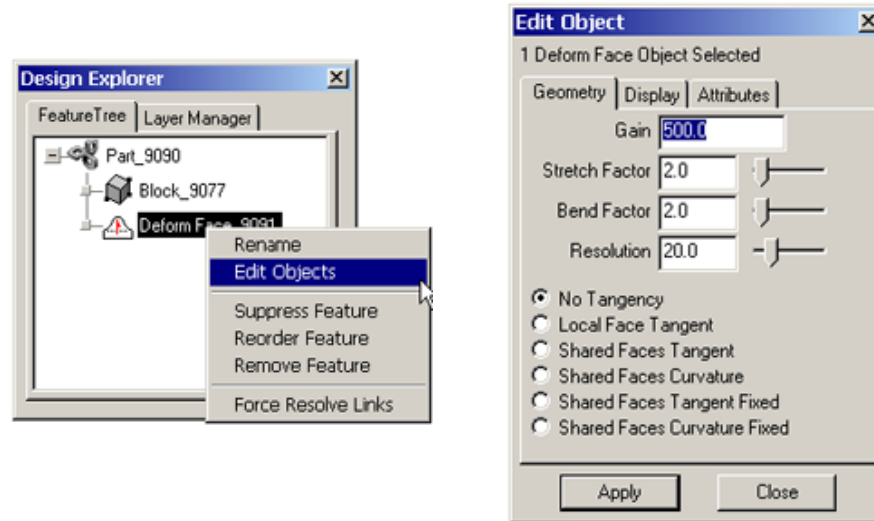 Design Explorer
FeatureTree Layer Manager
Part_9090
Block_9077
Deform Face_9091
Rename
Edit Objects
Suppress Feature
Reorder Feature
Remove Feature
Force Resolve Links
Edit Object
1 Deform Face Object Selected
Geometry Display Attributes
Gain 500.0
Stretch Factor 2.0
Bend Factor 2.0
Resolution 20.0
No Tangency
Local Face Tangent
Shared Faces Tangent
Shared Faces Curvature
Shared Faces Tangent Fixed
Shared Faces Curvature Fixed
Apply Close